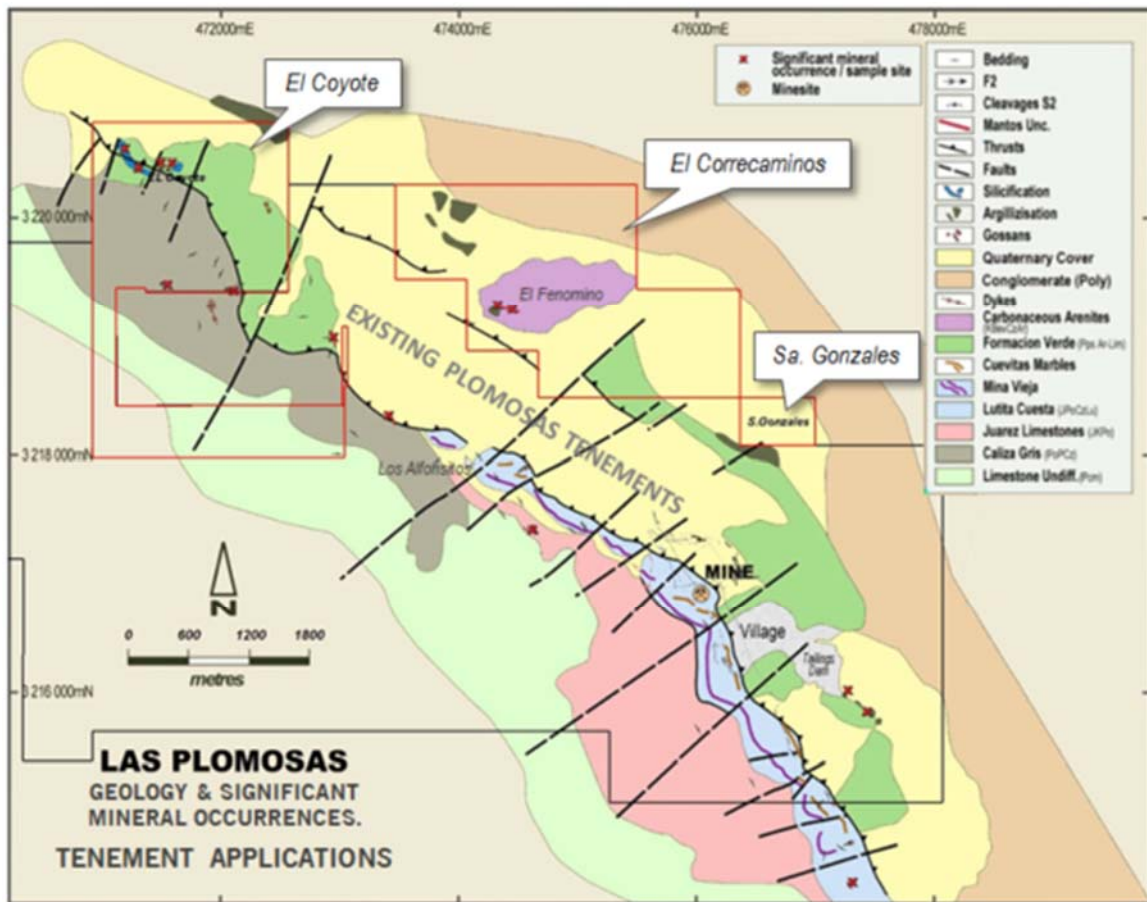 472000mE
474000mE
476000mE
478000mE
3 220 000mN
3 218 000mN
3 216 000mN
El Coyote
El Correcaminos
Sa. Gonzales
Significant mineral
occurrence / sample site
Minesite
Bedding
F2
Cleavages S2
Mantos Unc.
Thrusts
Faults
Silicification
Argillizisation
Gossans
Quaternary Cover
Conglomerate (Poly)
Dykes
Carbonaceous Arenites
Formacion Verde
Cuevitas Marbles
Mina Vieja
Lutita Cuesta
Juarez Limestones
Caliza Gris
Limestone Undiff.
El Fenomino
S.Gonzales
EXISTING PLOMOSAS TENEMENTS
Los Alfonsitos
MINE
Village
Tailings
Dam
N
0 600 1200 1800
metres
LAS PLOMOSAS
GEOLOGY & SIGNIFICANT
MINERAL OCCURRENCES.
TENEMENT APPLICATIONS